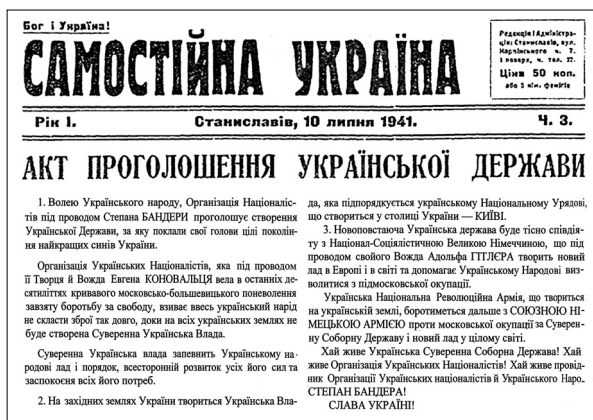 Бог і Україна!
САМОСТІЙНА УКРАЇНА
Редакція і Адміністра-
ція: Станиславів, вул.
Карпінського ч. 7.
І поверх, ч. тел. 22.
Ціна 50 коп.
або 5 нім. феніґів
Рік І.
Станиславів, 10 липня 1941.
Ч. 3.
АКТ ПРОГОЛОШЕННЯ УКРАЇНСЬКОЇ ДЕРЖАВИ
1. Волею Українського народу, Організація Націоналіс-
тів під проводом Степана БАНДЕРИ проголошує створення
Української Держави, за яку поклали свої голови цілі поколін-
ня найкращих синів України.
Організація Українських Націоналістів, яка під проводом
її Творця й Вожда Евгена КОНОВАЛЬЦЯ вела в останніх де-
сятиліттях кривавого московсько-большевицького поневолення
завзяту боротьбу за свободу, взиває ввесь український нарід
не скласти зброї так довго, доки на всіх українських землях не
буде створена Суверенна Українська Влада.
Суверенна Українська влада запевнить Українському на-
родові лад і порядок, всесторонній розвиток усіх його сил та
заспокоєня всіх його потреб.
2. На західних землях України твориться Українська Вла-
да, яка підпорядкується українському Національному Урядові,
що створиться у столиці України — КИЇВІ.
3. Новоповстаюча Українська держава буде тісно співдія-
ти з Націонал-Соціялістичною Великою Німеччиною, що під
проводом свойого Вожда Адольфа ГІТЛЄРА творить новий
лад в Европі і в світі та допомагає Українському Народові виз-
волитися з підмосковської окупації.
Українська Національна Революційна Армія, що твориться
на українській землі, боротиметься дальше з СОЮЗНОЮ НІ-
МЕЦЬКОЮ АРМІЄЮ проти московської окупації за Суверен-
ну Соборну Державу і новий лад у цілому світі.
Хай живе Українська Суверенна Соборна Держава! Хай
живе Організація Українських Націоналістів! Хай живе провід-
ник Організації Українських націоналістів й Українського Наро..
СТЕПАН БАНДЕРА!
СЛАВА УКРАЇНІ!